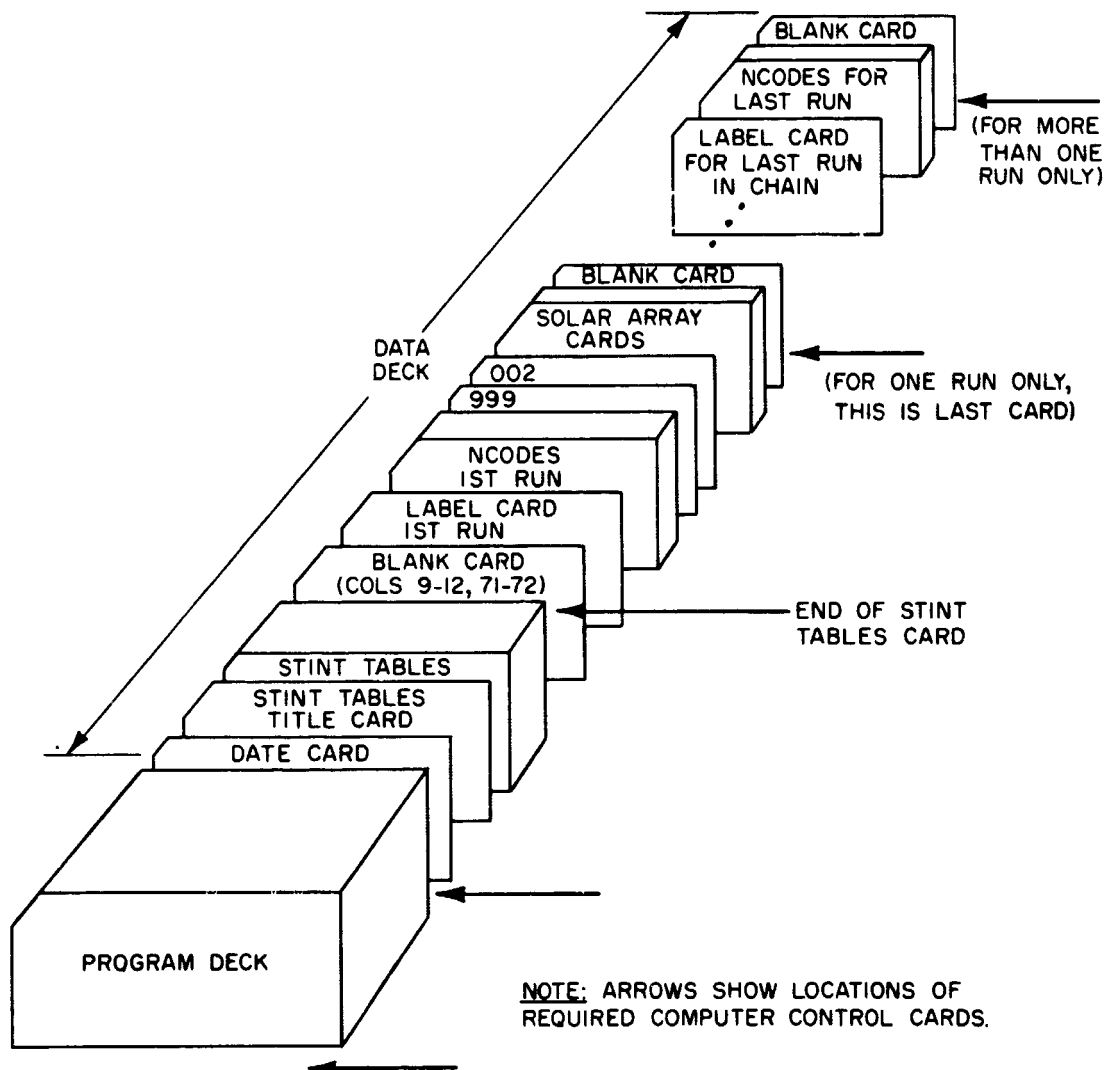 BLANK CARD
NCODES FOR
LAST RUN
LABEL CARD
FOR LAST RUN
IN CHAIN
(FOR MORE
THAN ONE
RUN ONLY)
BLANK CARD
SOLAR ARRAY
CARDS
002
999
(FOR ONE RUN ONLY,
THIS IS LAST CARD)
DATA
DECK
NCODES
1ST RUN
LABEL CARD
1ST RUN
BLANK CARD
(COLS 9-12, 71-72)
END OF STINT
TABLES CARD
STINT TABLES
STINT TABLES
TITLE CARD
DATE CARD
PROGRAM DECK
NOTE: ARROWS SHOW LOCATIONS OF
REQUIRED COMPUTER CONTROL CARDS.